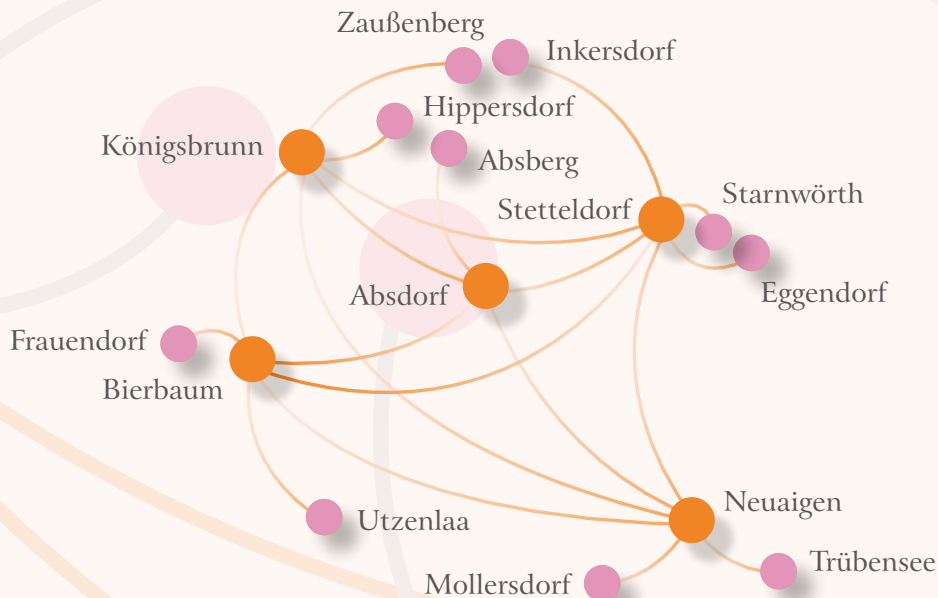 Zaußenberg
Inkersdorf
Hippersdorf
Königsbrunn
Absberg
Starnwörth
Stetteldorf
Absdorf
Eggendorf
Frauendorf
Bierbaum
Neuaigen
Utzenlaa
Trübensee
Mollersdorf